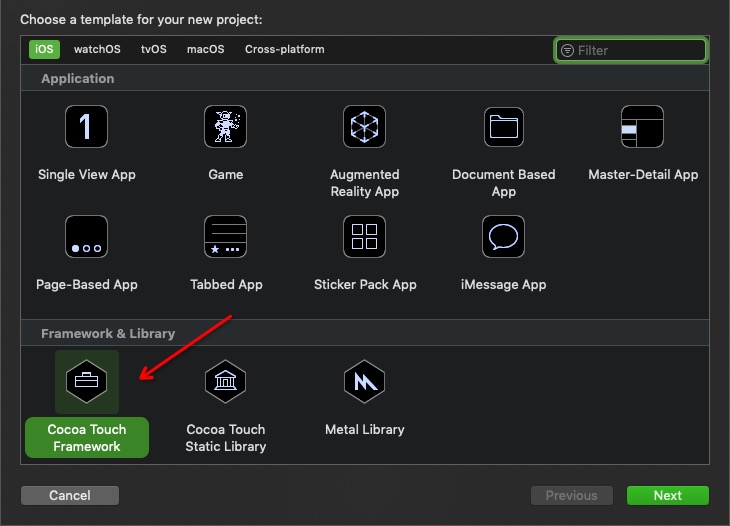 Choose a template for your new project:
iOS watchOS tvOS macOS Cross-platform Filter
Application
1
Single View App Game Augmented Reality App Document Based App Master-Detail App
Page-Based App Tabbed App Sticker Pack App iMessage App
Framework & Library
Cocoa Touch Framework Cocoa Touch Static Library Metal Library
Cancel Previous Next